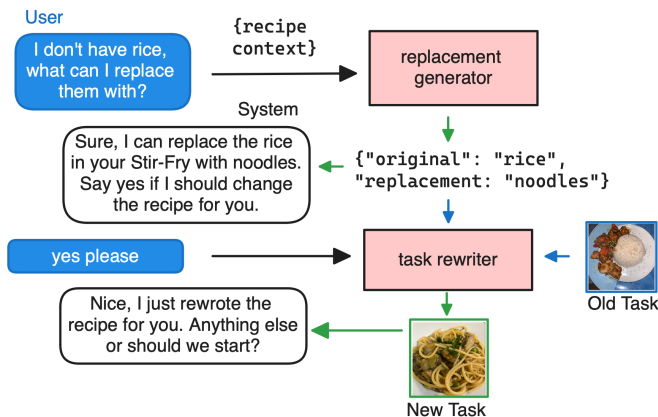 User
I don't have rice,
what can I replace
them with?
{recipe
context}
replacement
generator
System
Sure, I can replace the rice
in your Stir-Fry with noodles.
Say yes if I should change
the recipe for you.
{"original": "rice",
"replacement: "noodles"}
yes please
task rewriter
Old Task
Nice, I just rewrote the
recipe for you. Anything else
or should we start?
New Task